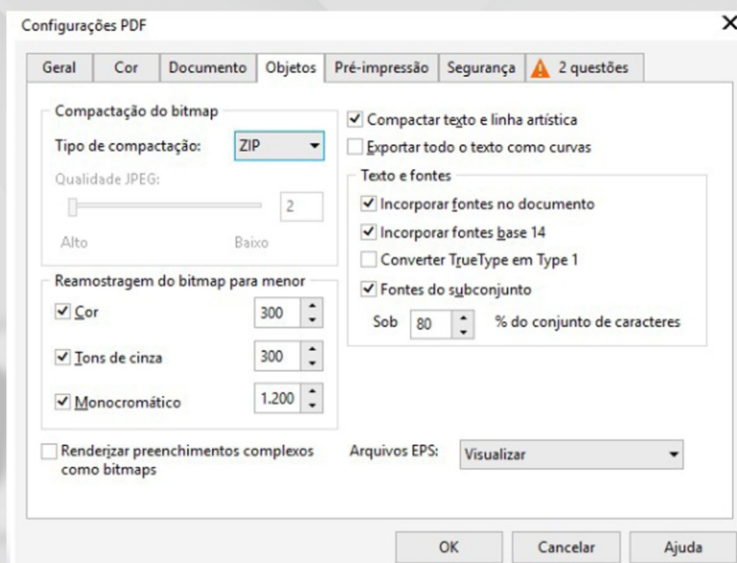 Configurações PDF
Geral
Cor
Documento
Objetos
Pré-impressão
Segurança
2 questões
Compactação do bitmap
Tipo de compactação:
ZIP
Qualidade JPEG:
2
Alto
Baixo
Reamostragem do bitmap para menor
Cor
300
Tons de cinza
300
Monocromático
1.200
Renderizar preenchimentos complexos
como bitmaps
Compactar texto e linha artística
Exportar todo o texto como curvas
Texto e fontes
Incorporar fontes no documento
Incorporar fontes base 14
Converter TrueType em Type 1
Fontes do subconjunto
Sob
80
% do conjunto de caracteres
Arquivos EPS:
Visualizar
OK
Cancelar
Ajuda